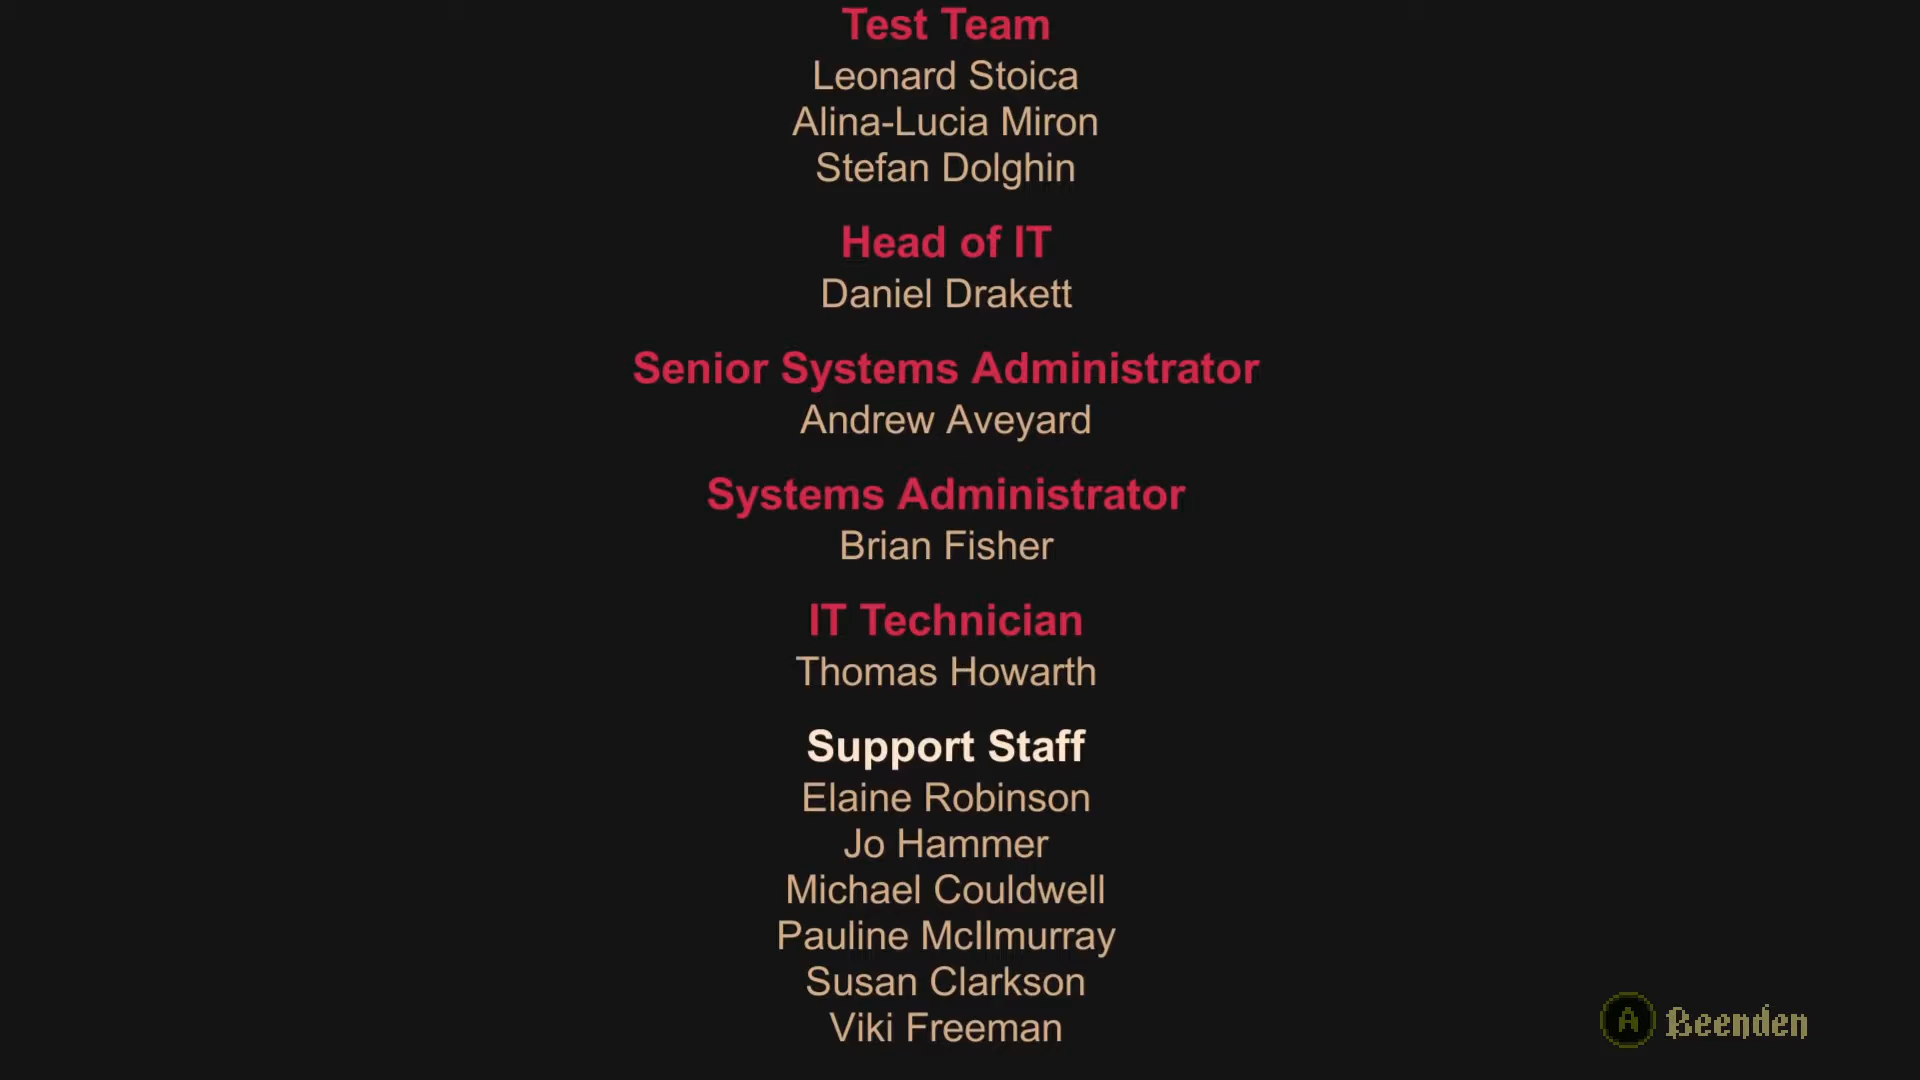 Test Team
Leonard Stoica
Alina-Lucia Miron
Stefan Dolghin
Head of IT
Daniel Drakett
Senior Systems Administrator
Andrew Aveyard
Systems Administrator
Brian Fisher
IT Technician
Thomas Howarth
Support Staff
Elaine Robinson
Jo Hammer
Michael Couldwell
Pauline McIlmurray
Susan Clarkson
Viki Freeman
A Beenden